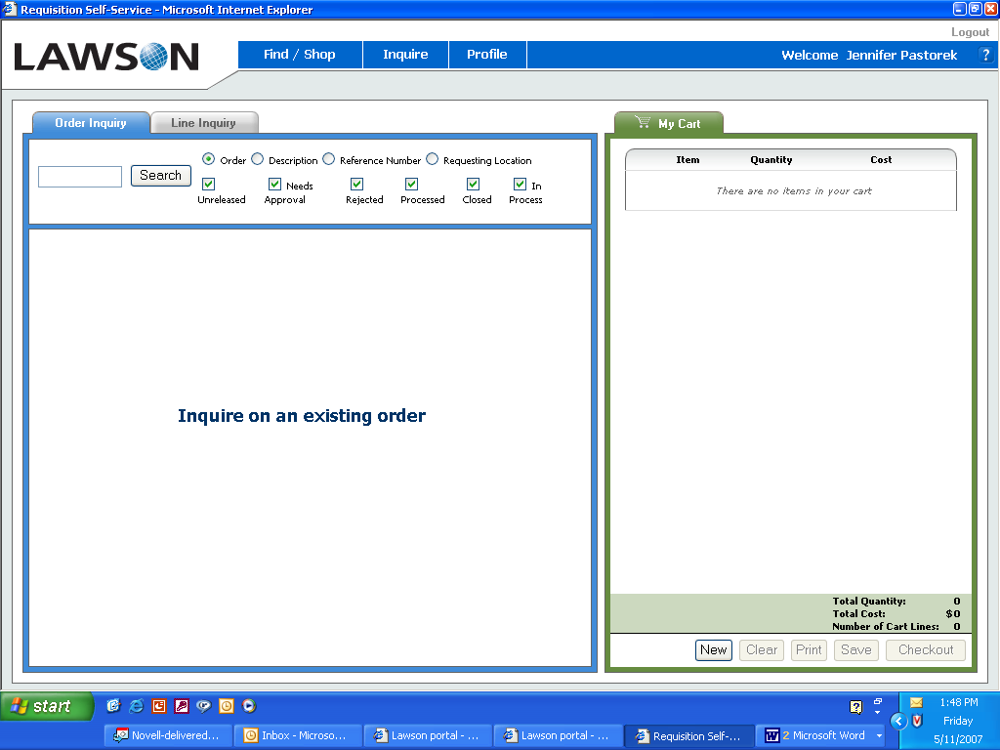 Requisition Self-Service - Microsoft Internet Explorer
Logout
LAWSON
Find / Shop Inquire Profile
Welcome Jennifer Pastorek ?
Order Inquiry Line Inquiry
My Cart
Order Description Reference Number Requesting Location
Search
Unreleased
Needs Approval
Rejected
Processed
Closed
In Process
Item Quantity Cost
There are no items in your cart
Inquire on an existing order
Total Quantity: 0
Total Cost: $0
Number of Cart Lines: 0
New Clear Print Save Checkout
start
1:48 PM
Friday
5/11/2007
Novell-delivered... Inbox - Microso... Lawson portal - ... Lawson portal - ... Requisition Self-... 2 Microsoft Word